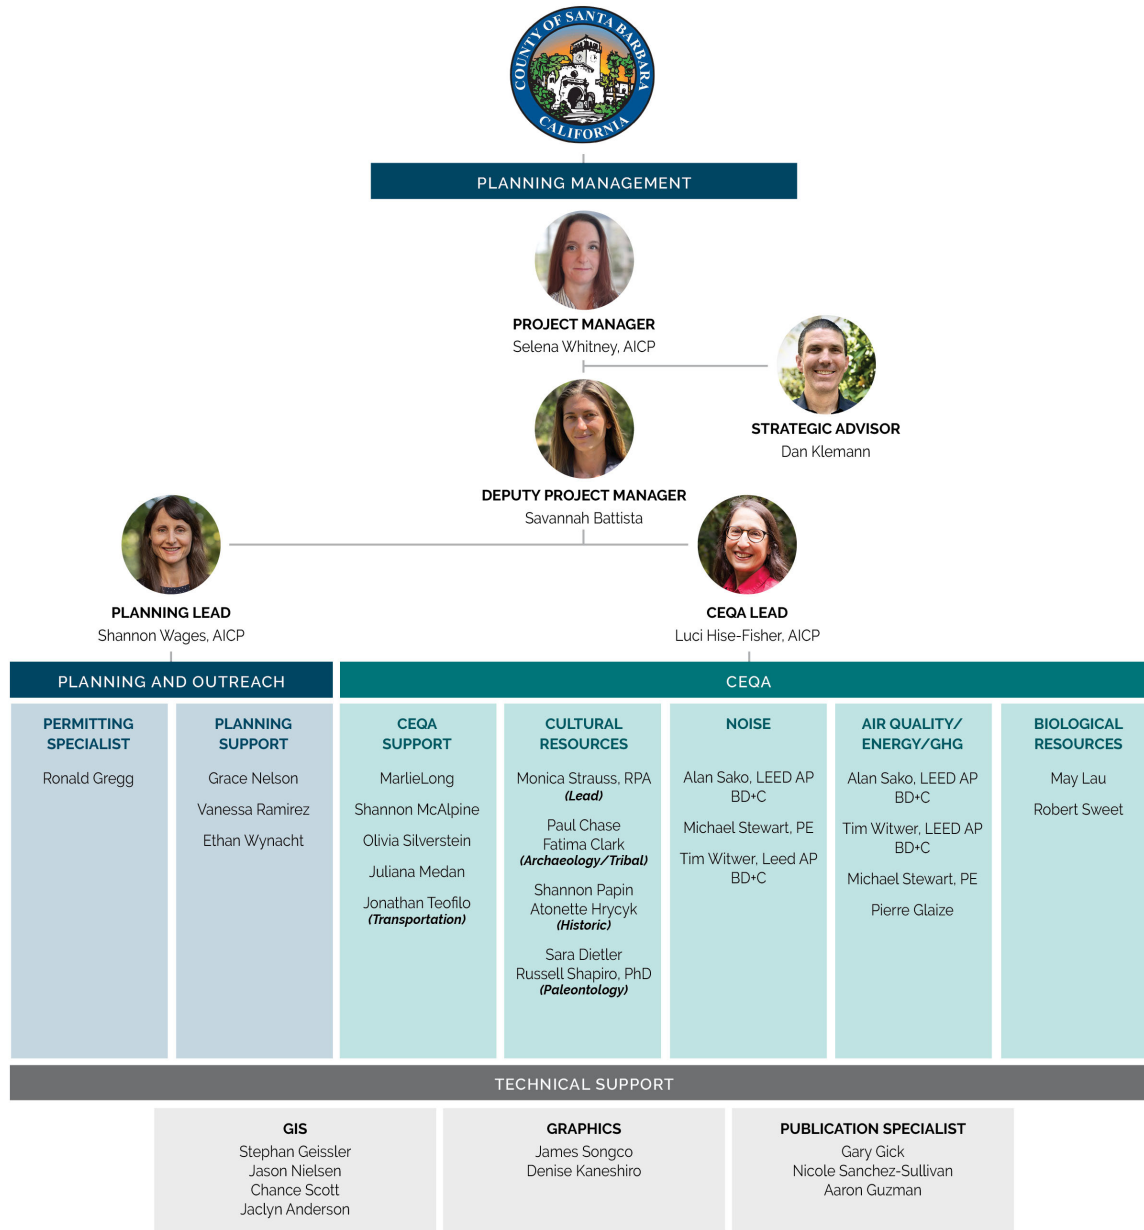 COUNTY OF SANTA BARBARA
CALIFORNIA
PLANNING MANAGEMENT
PROJECT MANAGER
Selena Whitney, AICP
STRATEGIC ADVISOR
Dan Klemann
DEPUTY PROJECT MANAGER
Savannah Battista
PLANNING LEAD
Shannon Wages, AICP
CEQA LEAD
Luci Hise-Fisher, AICP
PLANNING AND OUTREACH
CEQA
PERMITTING
SPECIALIST
Ronald Gregg
PLANNING
SUPPORT
Grace Nelson
Vanessa Ramirez
Ethan Wynacht
CEQA
SUPPORT
MarlieLong
Shannon McAlpine
Olivia Silverstein
Juliana Medan
Jonathan Teofilo
(Transportation)
CULTURAL
RESOURCES
Monica Strauss, RPA
(Lead)
Paul Chase
Fatima Clark
(Archaeology/Tribal)
Shannon Papin
Atonette Hrycyk
(Historic)
Sara Dietler
Russell Shapiro, PhD
(Paleontology)
NOISE
Alan Sako, LEED AP
BD+C
Michael Stewart, PE
Tim Witwer, Leed AP
BD+C
AIR QUALITY/
ENERGY/GHG
Alan Sako, LEED AP
BD+C
Tim Witwer, LEED AP
BD+C
Michael Stewart, PE
Pierre Glaize
BIOLOGICAL
RESOURCES
May Lau
Robert Sweet
TECHNICAL SUPPORT
GIS
Stephan Geissler
Jason Nielsen
Chance Scott
Jaclyn Anderson
GRAPHICS
James Songco
Denise Kaneshiro
PUBLICATION SPECIALIST
Gary Gick
Nicole Sanchez-Sullivan
Aaron Guzman